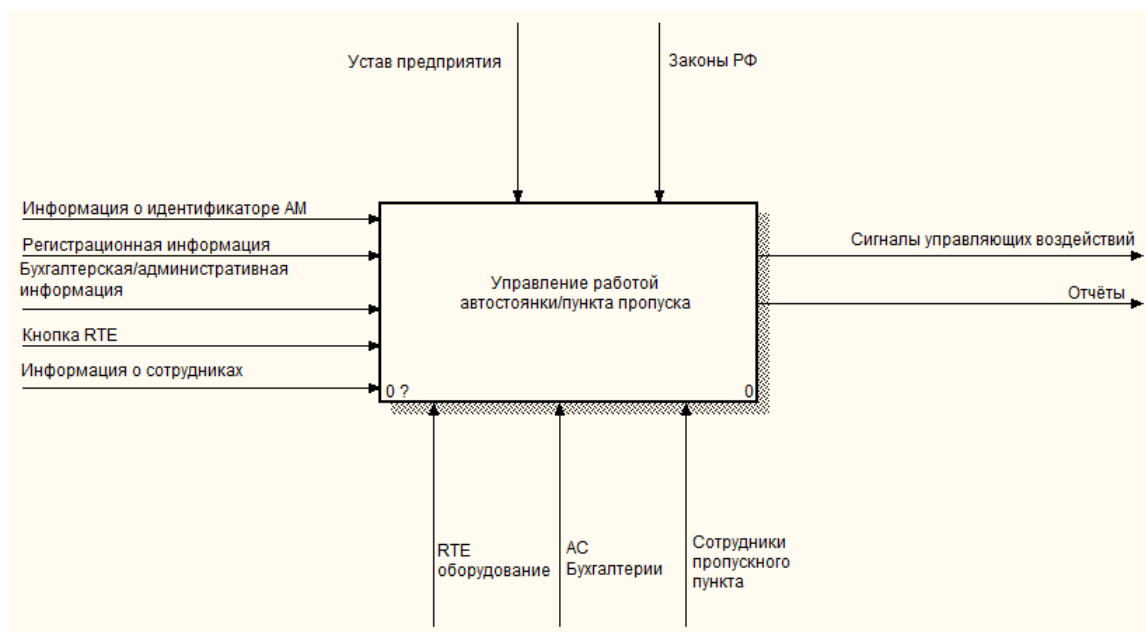 Устав предприятия
Законы РФ
Информация о идентификаторе АМ
Регистрационная информация
Бухгалтерская/административная
информация
Кнопка RTE
Информация о сотрудниках
Управление работой
автостоянки/пункта пропуска
0 ?
0
Сигналы управляющих воздействий
Отчёты
RTE
оборудование
АС
Бухгалтерии
Сотрудники
пропускного
пункта